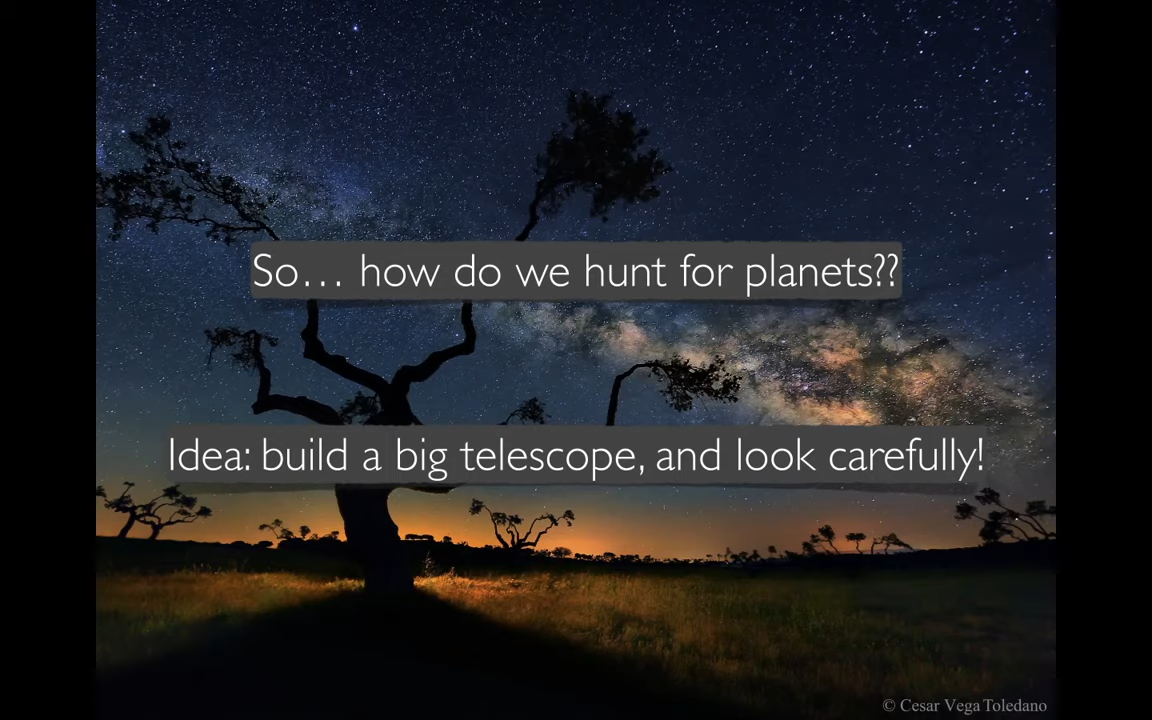 So… how do we hunt for planets??
Idea: build a big telescope, and look carefully!
© Cesar Vega Toledano